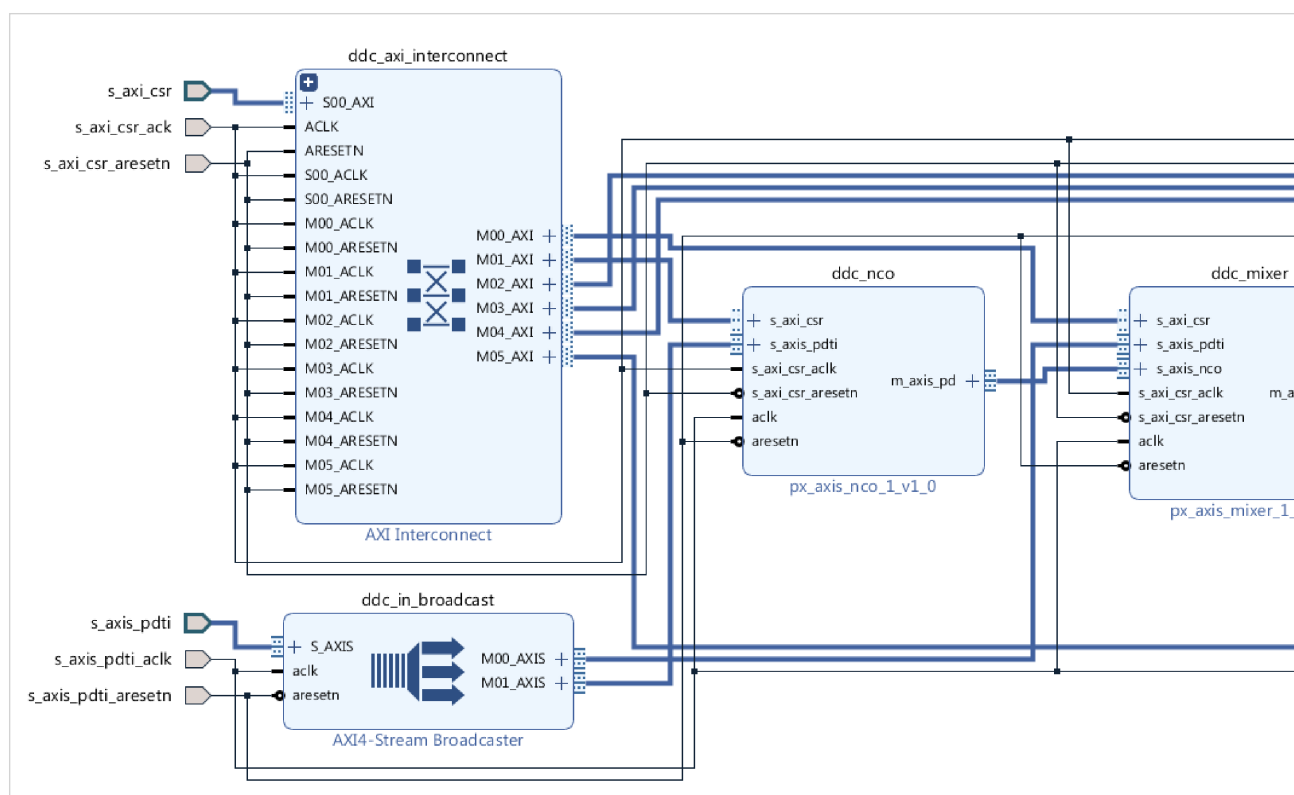 ddc_axi_interconnect
s_axi_csr
s_axi_csr_ack
s_axi_csr_aresetn
S00_AXI
ACLK
ARESETN
S00_ACLK
S00_ARESETN
M00_ACLK
M00_ARESETN
M01_ACLK
M01_ARESETN
M02_ACLK
M02_ARESETN
M03_ACLK
M03_ARESETN
M04_ACLK
M04_ARESETN
M05_ACLK
M05_ARESETN
M00_AXI
M01_AXI
M02_AXI
M03_AXI
M04_AXI
M05_AXI
AXI Interconnect
ddc_nco
s_axi_csr
s_axis_pdti
s_axi_csr_aclk
s_axi_csr_aresetn
aclk
aresetn
m_axis_pd
px_axis_nco_1_v1_0
ddc_mixer
s_axi_csr
s_axis_pdti
s_axis_nco
s_axi_csr_aclk
s_axi_csr_aresetn
aclk
aresetn
m_a
px_axis_mixer_1_
ddc_in_broadcast
s_axis_pdti
s_axis_pdti_aclk
s_axis_pdti_aresetn
S_AXIS
aclk
aresetn
M00_AXIS
M01_AXIS
AXI4-Stream Broadcaster